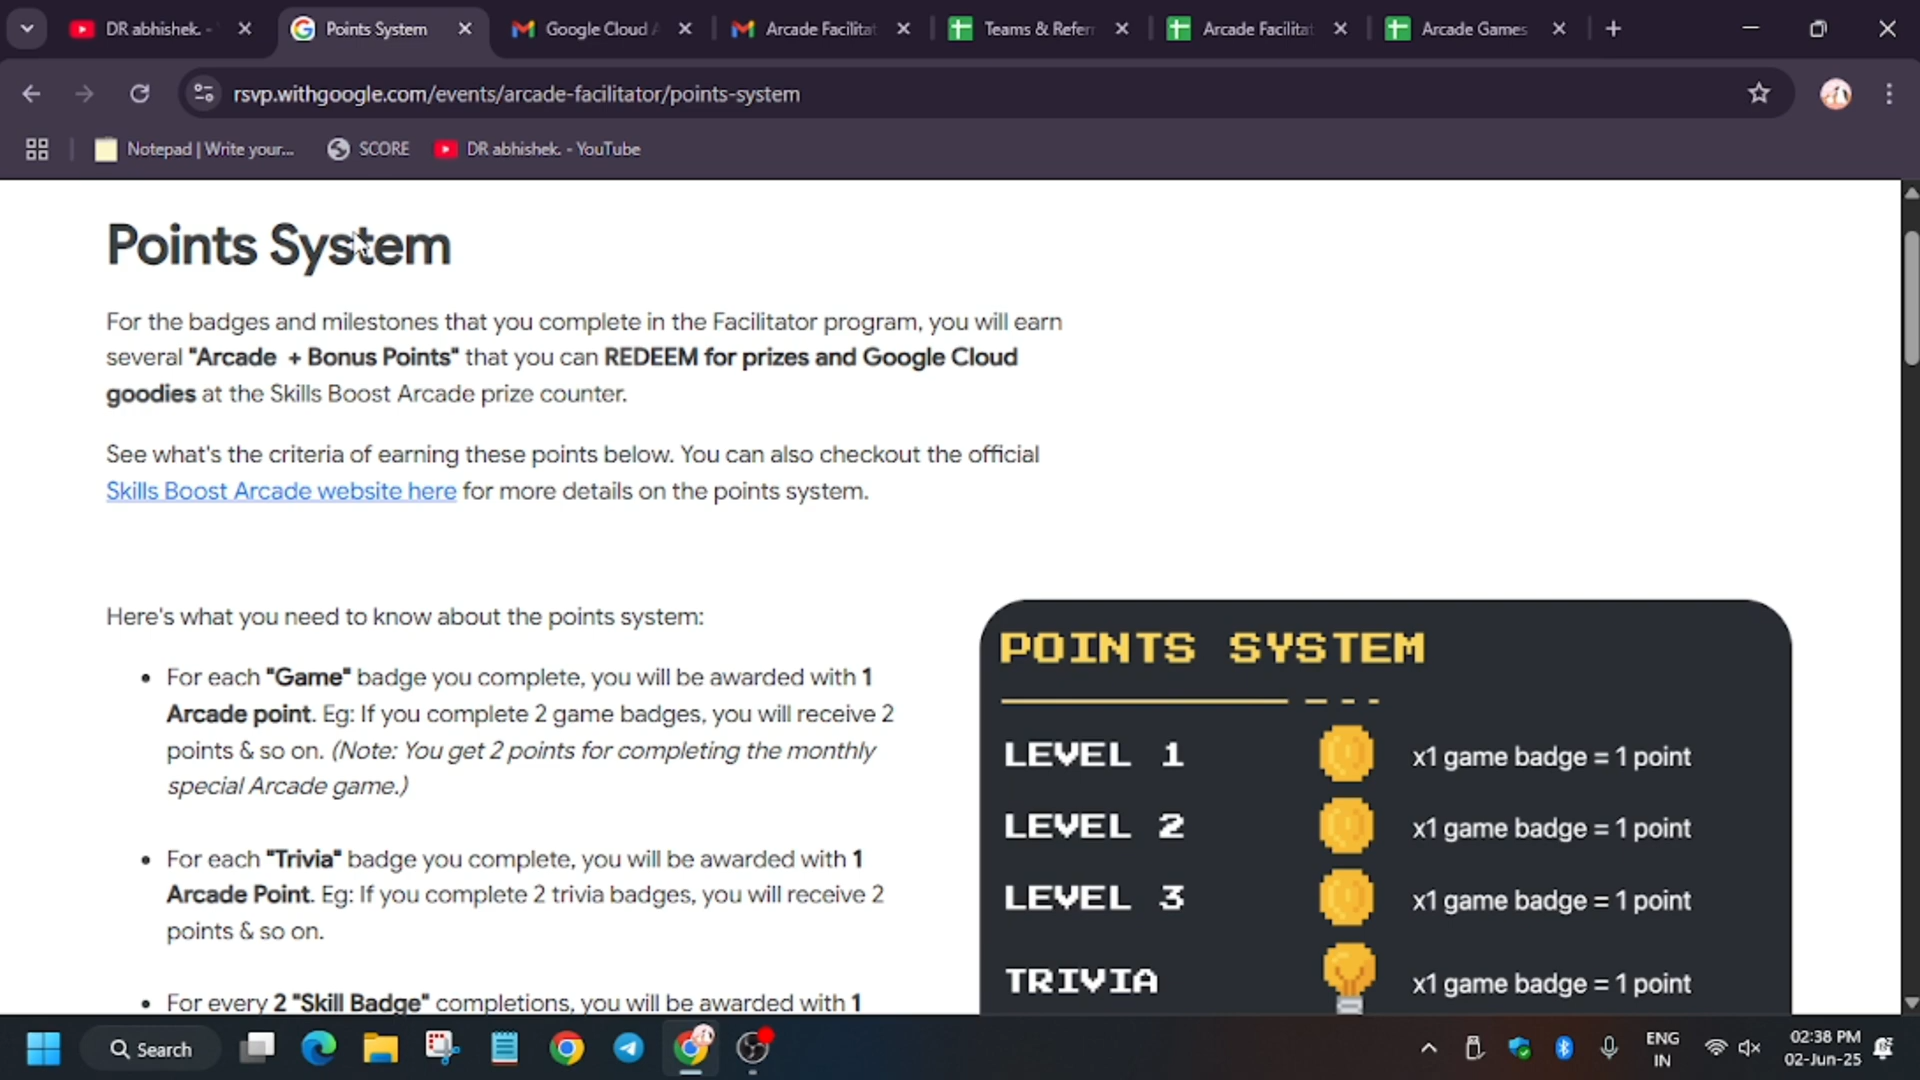 DR abhishek. -
Points System
Google Cloud A
Arcade Facilitat
Teams & Referr
Arcade Facilitat
Arcade Games
rsvp.withgoogle.com/events/arcade-facilitator/points-system
Notepad | Write your...
SCORE
DR abhishek. - YouTube
Points System
For the badges and milestones that you complete in the Facilitator program, you will earn
several "Arcade + Bonus Points" that you can REDEEM for prizes and Google Cloud
goodies at the Skills Boost Arcade prize counter.
See what's the criteria of earning these points below. You can also checkout the official
Skills Boost Arcade website here for more details on the points system.
Here's what you need to know about the points system:
• For each "Game" badge you complete, you will be awarded with 1
Arcade point. Eg: If you complete 2 game badges, you will receive 2
points & so on. (Note: You get 2 points for completing the monthly
special Arcade game.)
• For each "Trivia" badge you complete, you will be awarded with 1
Arcade Point. Eg: If you complete 2 trivia badges, you will receive 2
points & so on.
• For every 2 "Skill Badge" completions, you will be awarded with 1
POINTS SYSTEM
LEVEL 1 x1 game badge = 1 point
LEVEL 2 x1 game badge = 1 point
LEVEL 3 x1 game badge = 1 point
TRIVIA x1 game badge = 1 point
Search
ENG
IN
02:38 PM
02-Jun-25